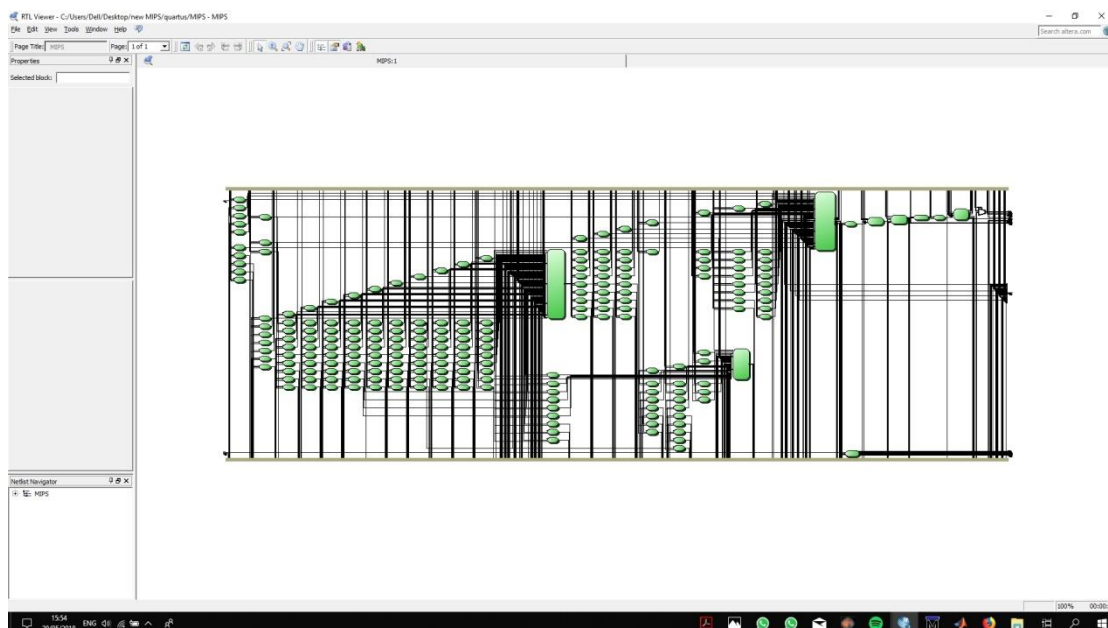 RTL Viewer - C:/Users/Dell/Desktop/new MIPS/quartus/MIPS - MIPS
File Edit View Tools Window Help
Search altera.com
Page Title: MIPS Page: 1 of 1
Properties
MIPS:1
Selected block:
Netlist Navigator
MIPS
100% 00:00:
15:54
ENG